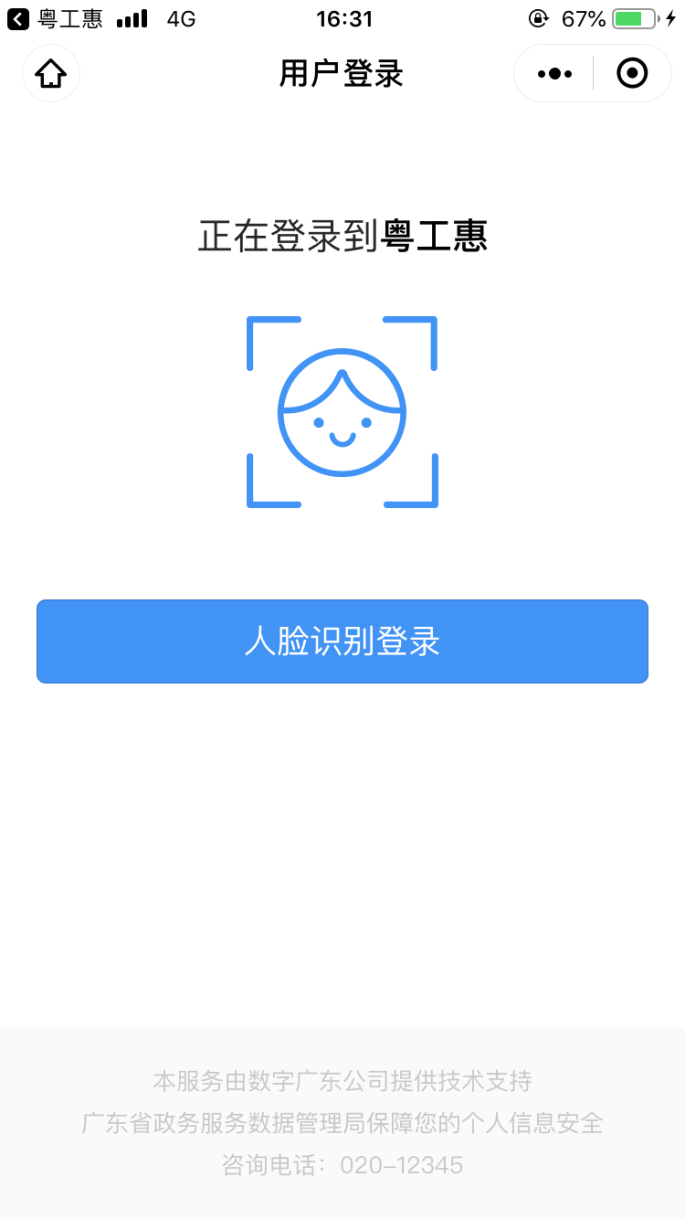 粤工惠 4G 16:31 67%
用户登录
正在登录到粤工惠
人脸识别登录
本服务由数字广东公司提供技术支持
广东省政务服务数据管理局保障您的个人信息安全
咨询电话：020-12345